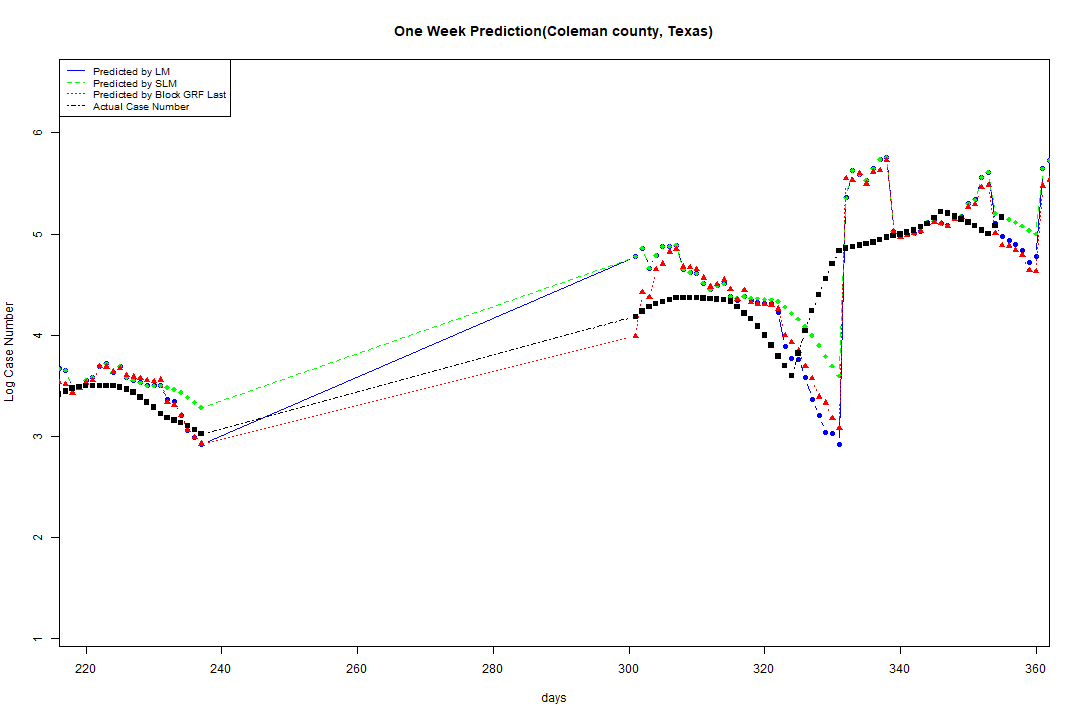 One Week Prediction(Coleman county, Texas)
Predicted by LM
Predicted by SLM
Predicted by Block GRF Last
Actual Case Number
Log Case Number
6
5
4
3
2
1
220 240 260 280 300 320 340 360
days